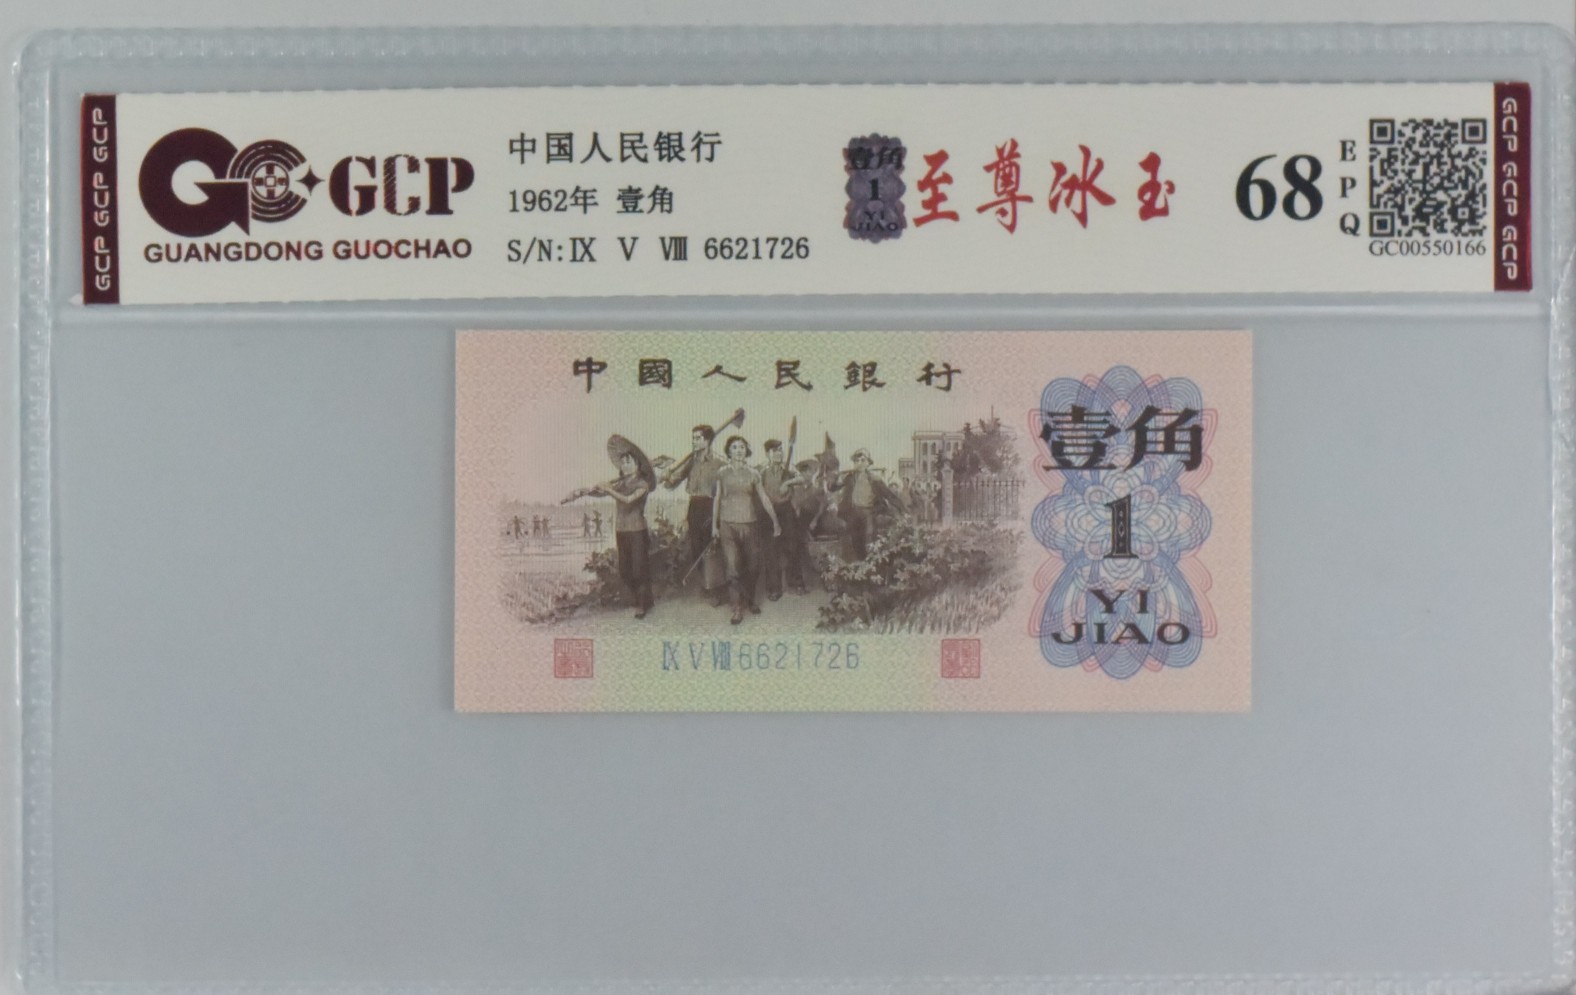 GCP GCP GCP
GCP
GUANGDONG GUOCHAO
中国人民银行
1962年 壹角
S/N:Ⅸ Ⅴ Ⅷ 6621726
壹角
1
YI
JIAO
至尊冰玉
68
EPQ
GC00550166
GCP GCP GCP
中國人民銀行
壹角
1
YI
JIAO
Ⅸ Ⅴ Ⅷ 6621726